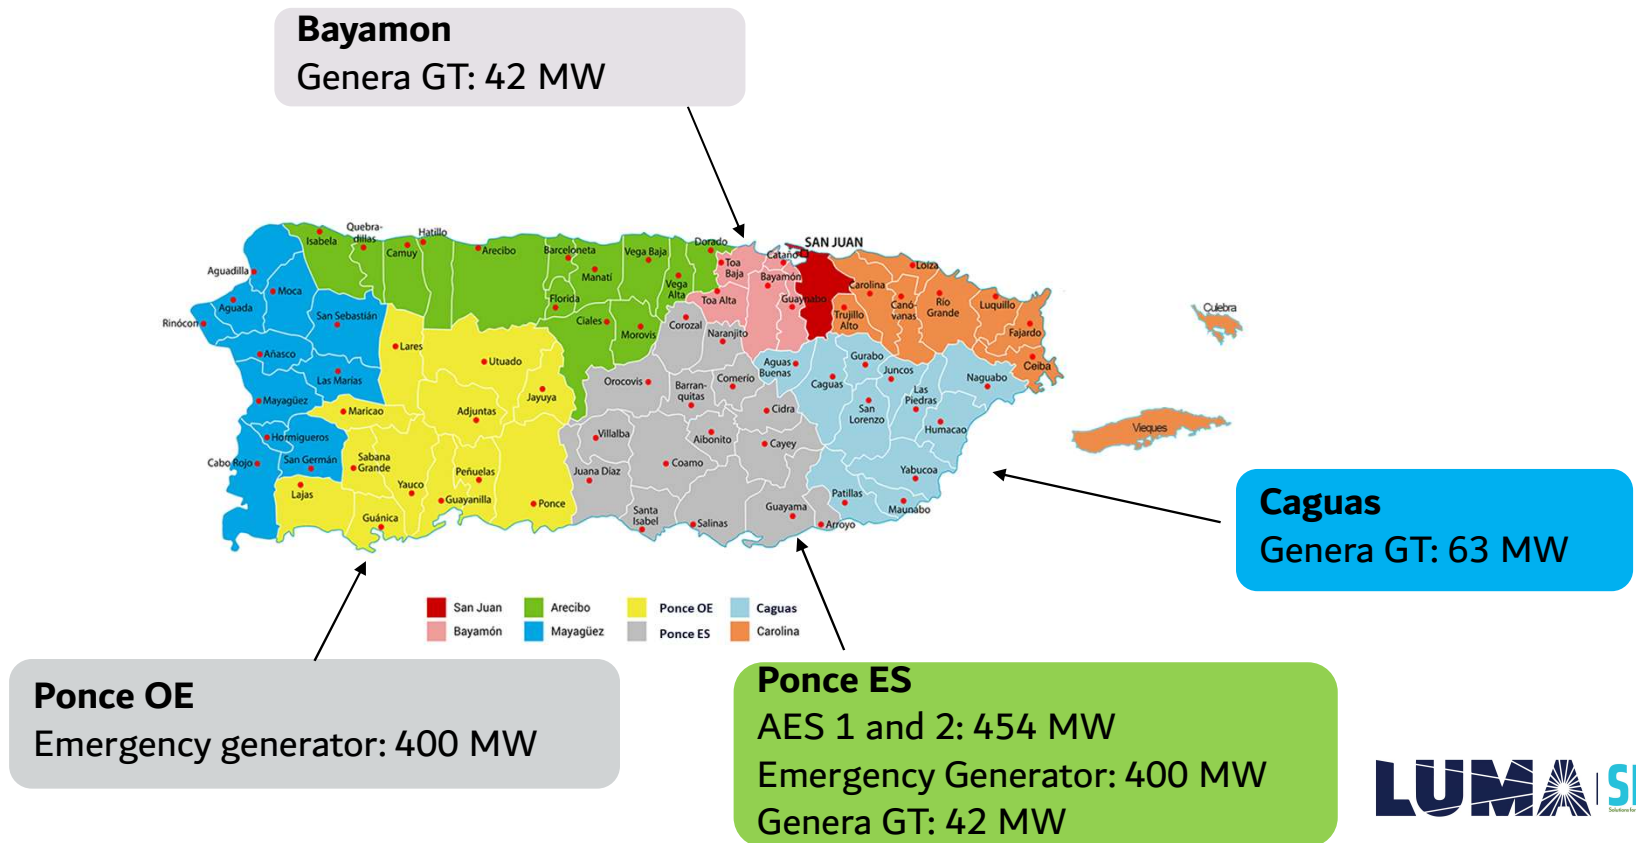 Bayamon
Genera GT: 42 MW
SAN JUAN
Isabela
Quebra-
dillas
Camuy
Hatillo
Arecibo
Barceloneta
Manatí
Vega Baja
Vega
Alta
Dorado
Toa
Baja
Toa Alta
Cataño
Bayamón
Guaynabo
Carolina
Trujillo
Alto
Loiza
Canó-
vanas
Río
Grande
Luquillo
Fajardo
Ceiba
Culebra
Vieques
Aguadilla
Aguada
Moca
Rincón
San Sebastián
Añasco
Las Marías
Mayagüez
Hormigueros
Cabo Rojo
San Germán
Lares
Utuado
Jayuya
Adjuntas
Maricao
Sabana
Grande
Yauco
Peñuelas
Guayanilla
Ponce
Lajas
Guánica
Florida
Ciales
Morovis
Corozal
Naranjito
Orocovis
Barran-
quitas
Comerio
Cidra
Villalba
Aibonito
Cayey
Juana Díaz
Coamo
Santa
Isabel
Salinas
Guayama
Arroyo
Aguas
Buenas
Caguas
Gurabo
Juncos
San
Lorenzo
Las
Piedras
Naguabo
Humacao
Yabucoa
Patillas
Maunabo
Caguas
Genera GT: 63 MW
San Juan
Arecibo
Ponce OE
Caguas
Bayamón
Mayagüez
Ponce ES
Carolina
Ponce OE
Emergency generator: 400 MW
Ponce ES
AES 1 and 2: 454 MW
Emergency Generator: 400 MW
Genera GT: 42 MW
LUMA